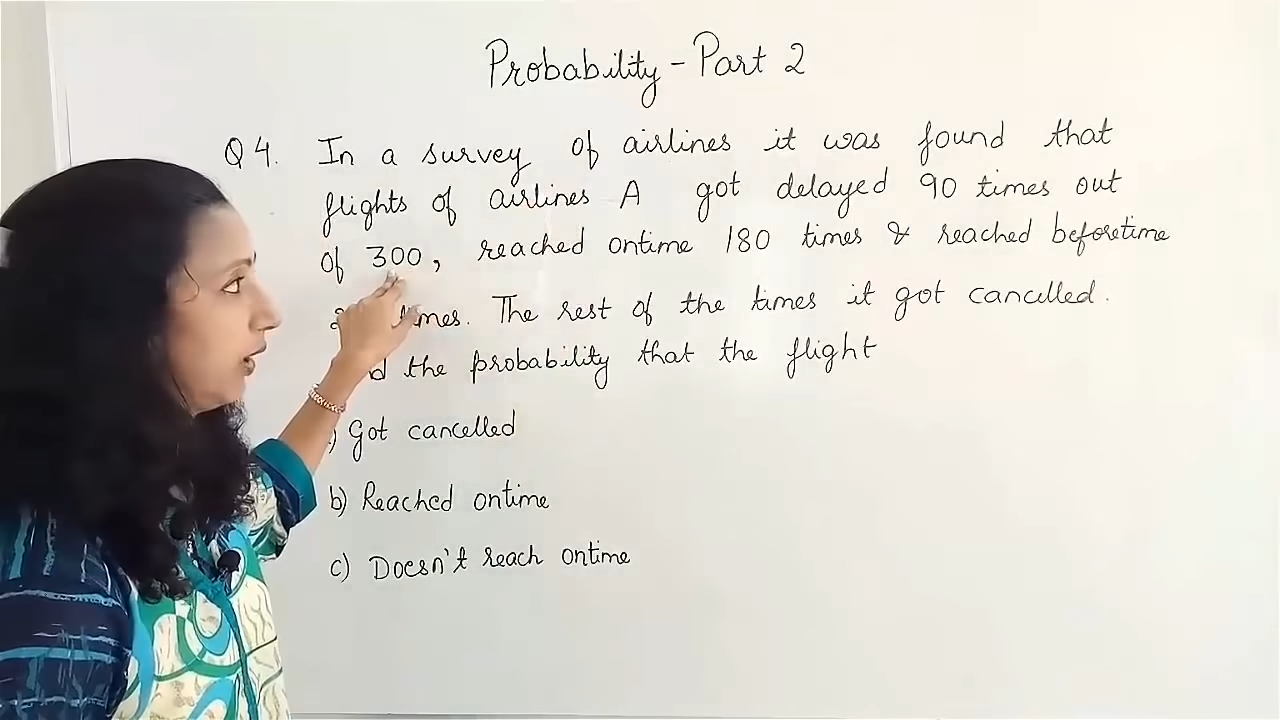 Probability - Part 2
Q4. In a survey of airlines it was found that
flights of airlines A got delayed 90 times out
of 300, reached ontime 180 times & reached beforetime
times. The rest of the times it got cancelled.
the probability that the flight
Got cancelled
b) Reached ontime
c) Doesn't reach ontime